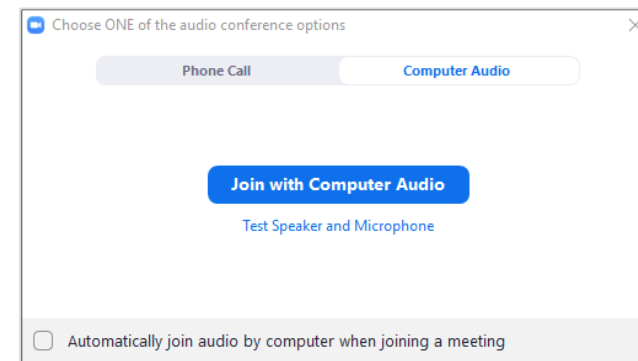 Choose ONE of the audio conference options
Phone Call
Computer Audio
Join with Computer Audio
Test Speaker and Microphone
Automatically join audio by computer when joining a meeting